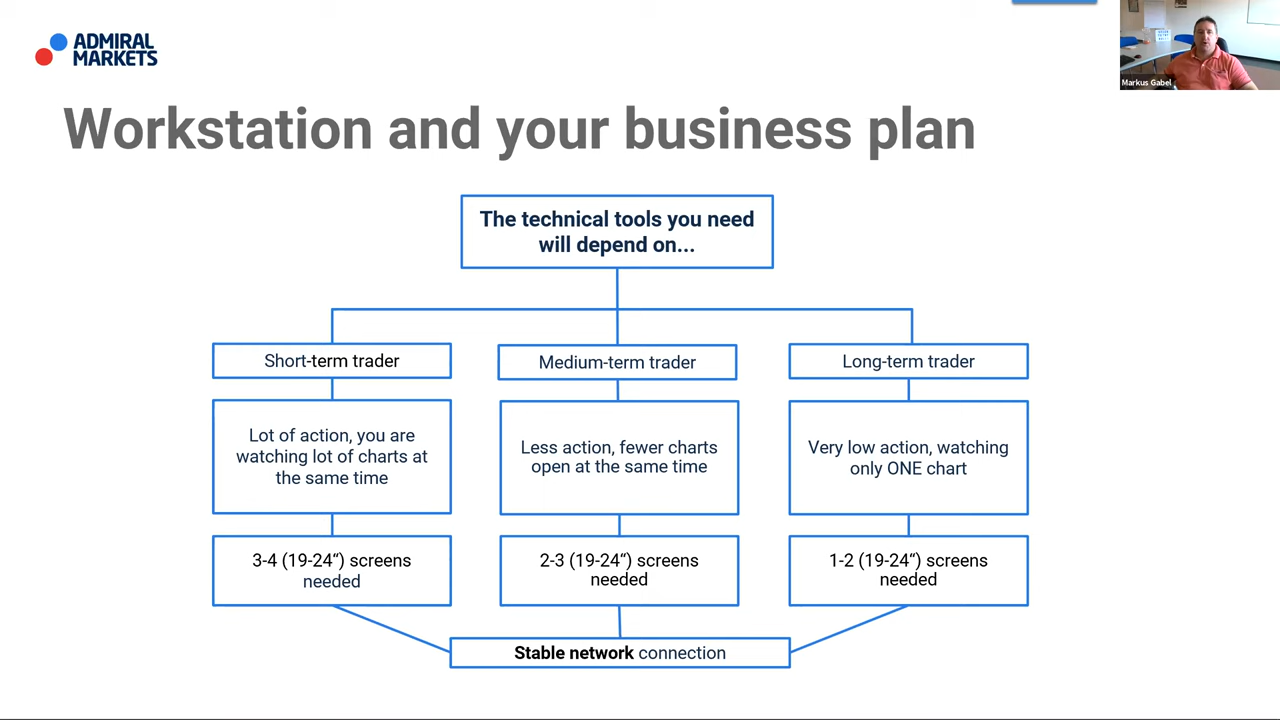 ADMIRAL
MARKETS
Markus Gabel
Workstation and your business plan
The technical tools you need
will depend on...
Short-term trader
Medium-term trader
Long-term trader
Lot of action, you are
watching lot of charts at
the same time
Less action, fewer charts
open at the same time
Very low action, watching
only ONE chart
3-4 (19-24“) screens
needed
2-3 (19-24“) screens
needed
1-2 (19-24“) screens
needed
Stable network connection